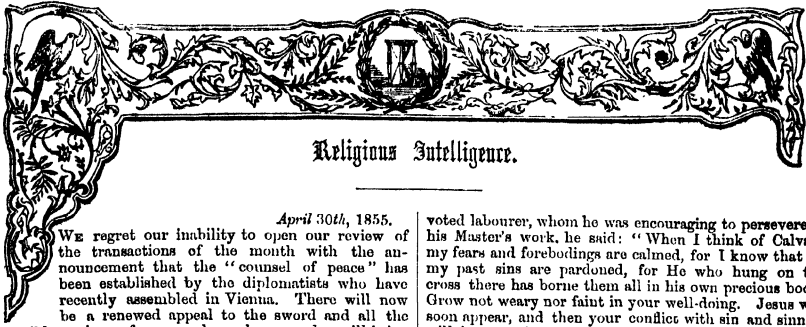 Religious Intelligence.
April 30th, 1855.
WE regret our inability to open our review of
the transactions of the month with the an-
nouncement that the "counsel of peace" has
been established by the diplomatists who have
recently assembled in Vienna. There will now
be a renewed appeal to the sword and all the
voted labourer, whom he was encouraging to persevere
his Master's work, he said: "When I think of
my fears and forebodings are calmed, for I know that
my past sins are pardoned, for He who hung on
cross there has borne them all in his own precious
Grow not weary nor faint in your well-doing. Jesus
soon appear, and then your conflict with sin and